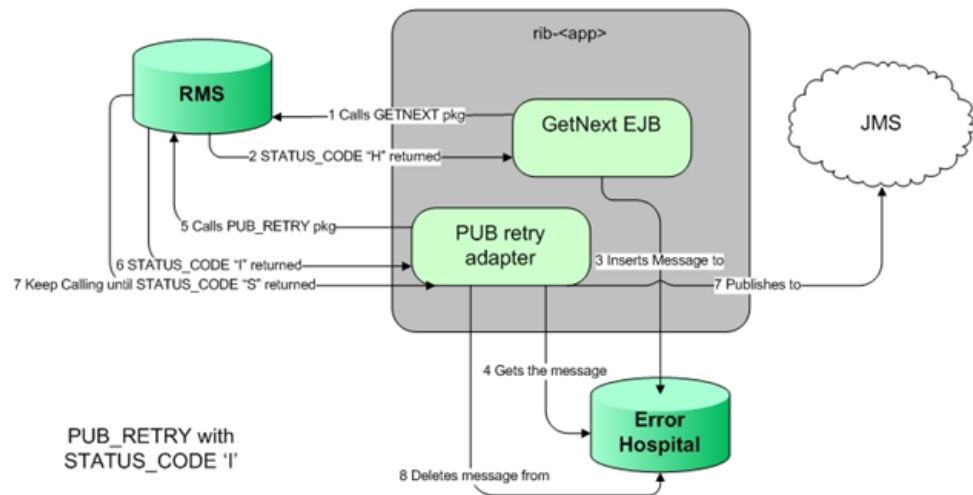 rib-<app>
RMS
1 Calls GETNEXT pkg
GetNext EJB
JMS
2 STATUS_CODE “H” returned
5 Calls PUB_RETRY pkg
PUB retry
adapter
3 Inserts Message to
6 STATUS_CODE “I” returned
7 Keep Calling until STATUS_CODE “S” returned
7 Publishes to
4 Gets the message
Error
Hospital
PUB_RETRY with
STATUS_CODE ‘I’
8 Deletes message from